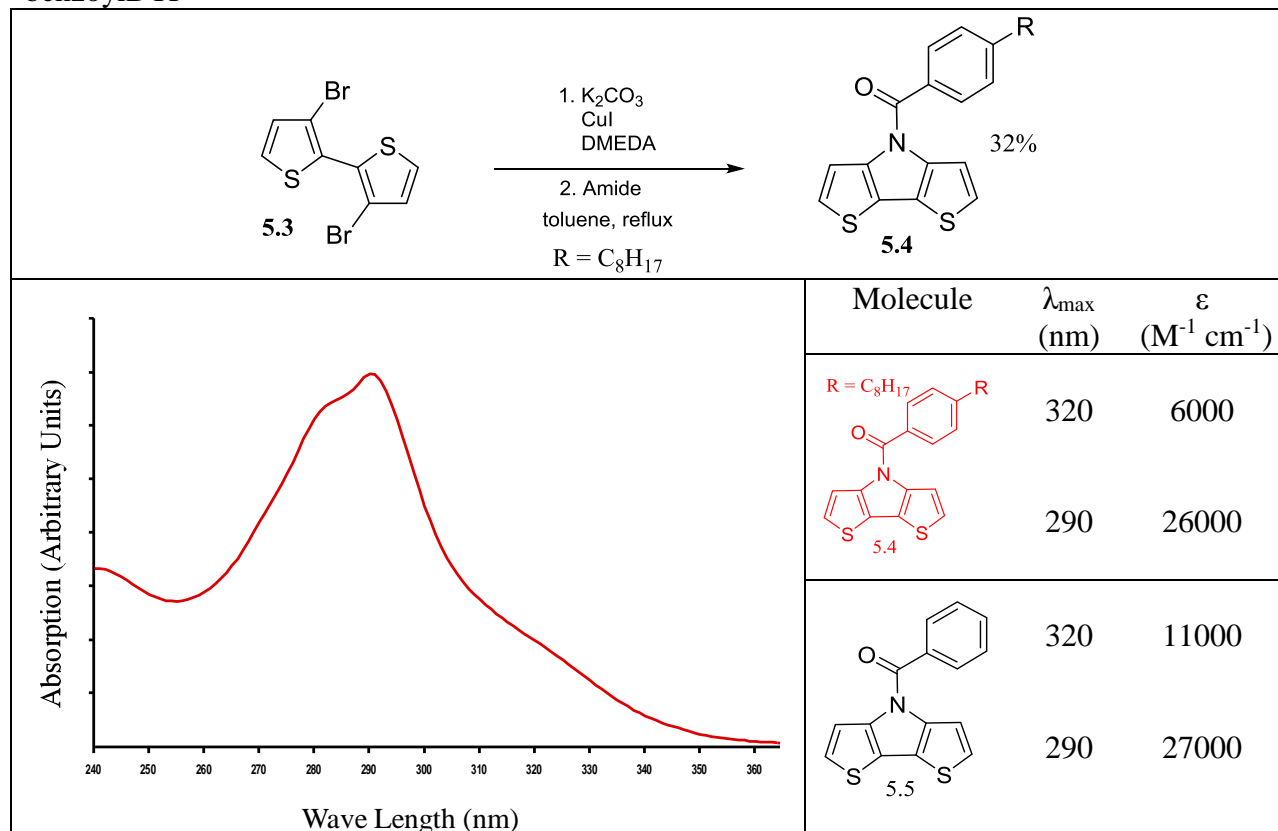 Br
S
S
Br
5.3
1. K₂CO₃
CuI
DMEDA
2. Amide
toluene, reflux
R = C₈H₁₇
R
O
N
S
S
5.4
32%
Absorption (Arbitrary Units)
240 250 260 270 280 290 300 310 320 330 340 350 360
Wave Length (nm)
Molecule λmax ε
(nm) (M⁻¹ cm⁻¹)
R = C₈H₁₇
R
O
N
S
S
5.4
320 6000
290 26000
O
N
S
S
5.5
320 11000
290 27000